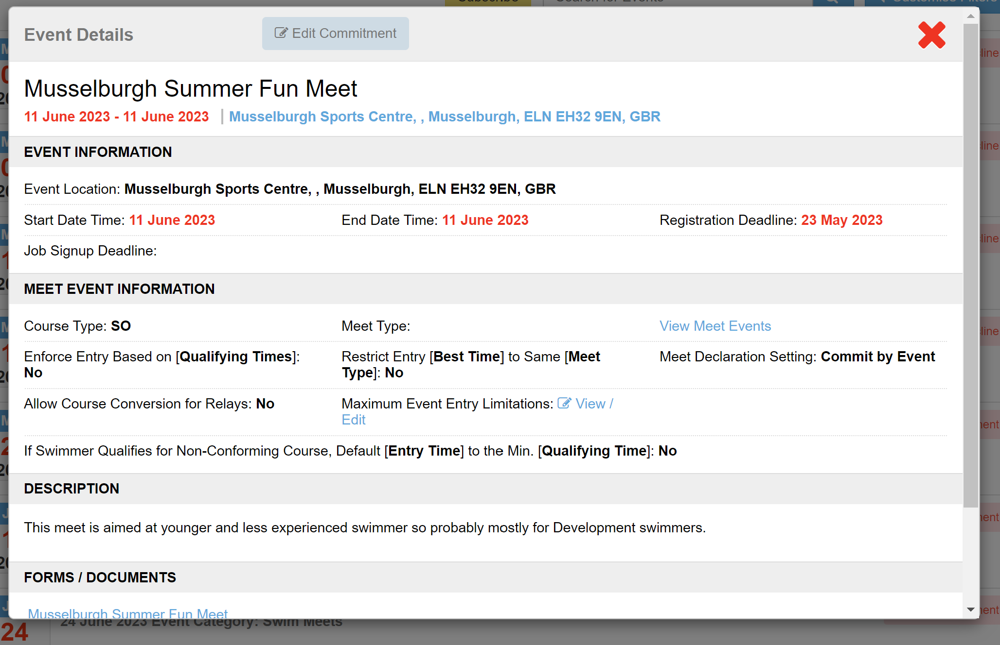 Event Details
Edit Commitment
Musselburgh Summer Fun Meet
11 June 2023 - 11 June 2023 | Musselburgh Sports Centre, , Musselburgh, ELN EH32 9EN, GBR
EVENT INFORMATION
Event Location: Musselburgh Sports Centre, , Musselburgh, ELN EH32 9EN, GBR
Start Date Time: 11 June 2023 End Date Time: 11 June 2023 Registration Deadline: 23 May 2023
Job Signup Deadline:
MEET EVENT INFORMATION
Course Type: SO Meet Type: View Meet Events
Enforce Entry Based on [Qualifying Times]:
No
Restrict Entry [Best Time] to Same [Meet
Type]: No
Meet Declaration Setting: Commit by Event
Allow Course Conversion for Relays: No
Maximum Event Entry Limitations: View /
Edit
If Swimmer Qualifies for Non-Conforming Course, Default [Entry Time] to the Min. [Qualifying Time]: No
DESCRIPTION
This meet is aimed at younger and less experienced swimmer so probably mostly for Development swimmers.
FORMS / DOCUMENTS
Musselburgh Summer Fun Meet
24 June 2023 Event Category: Swim Meets
24